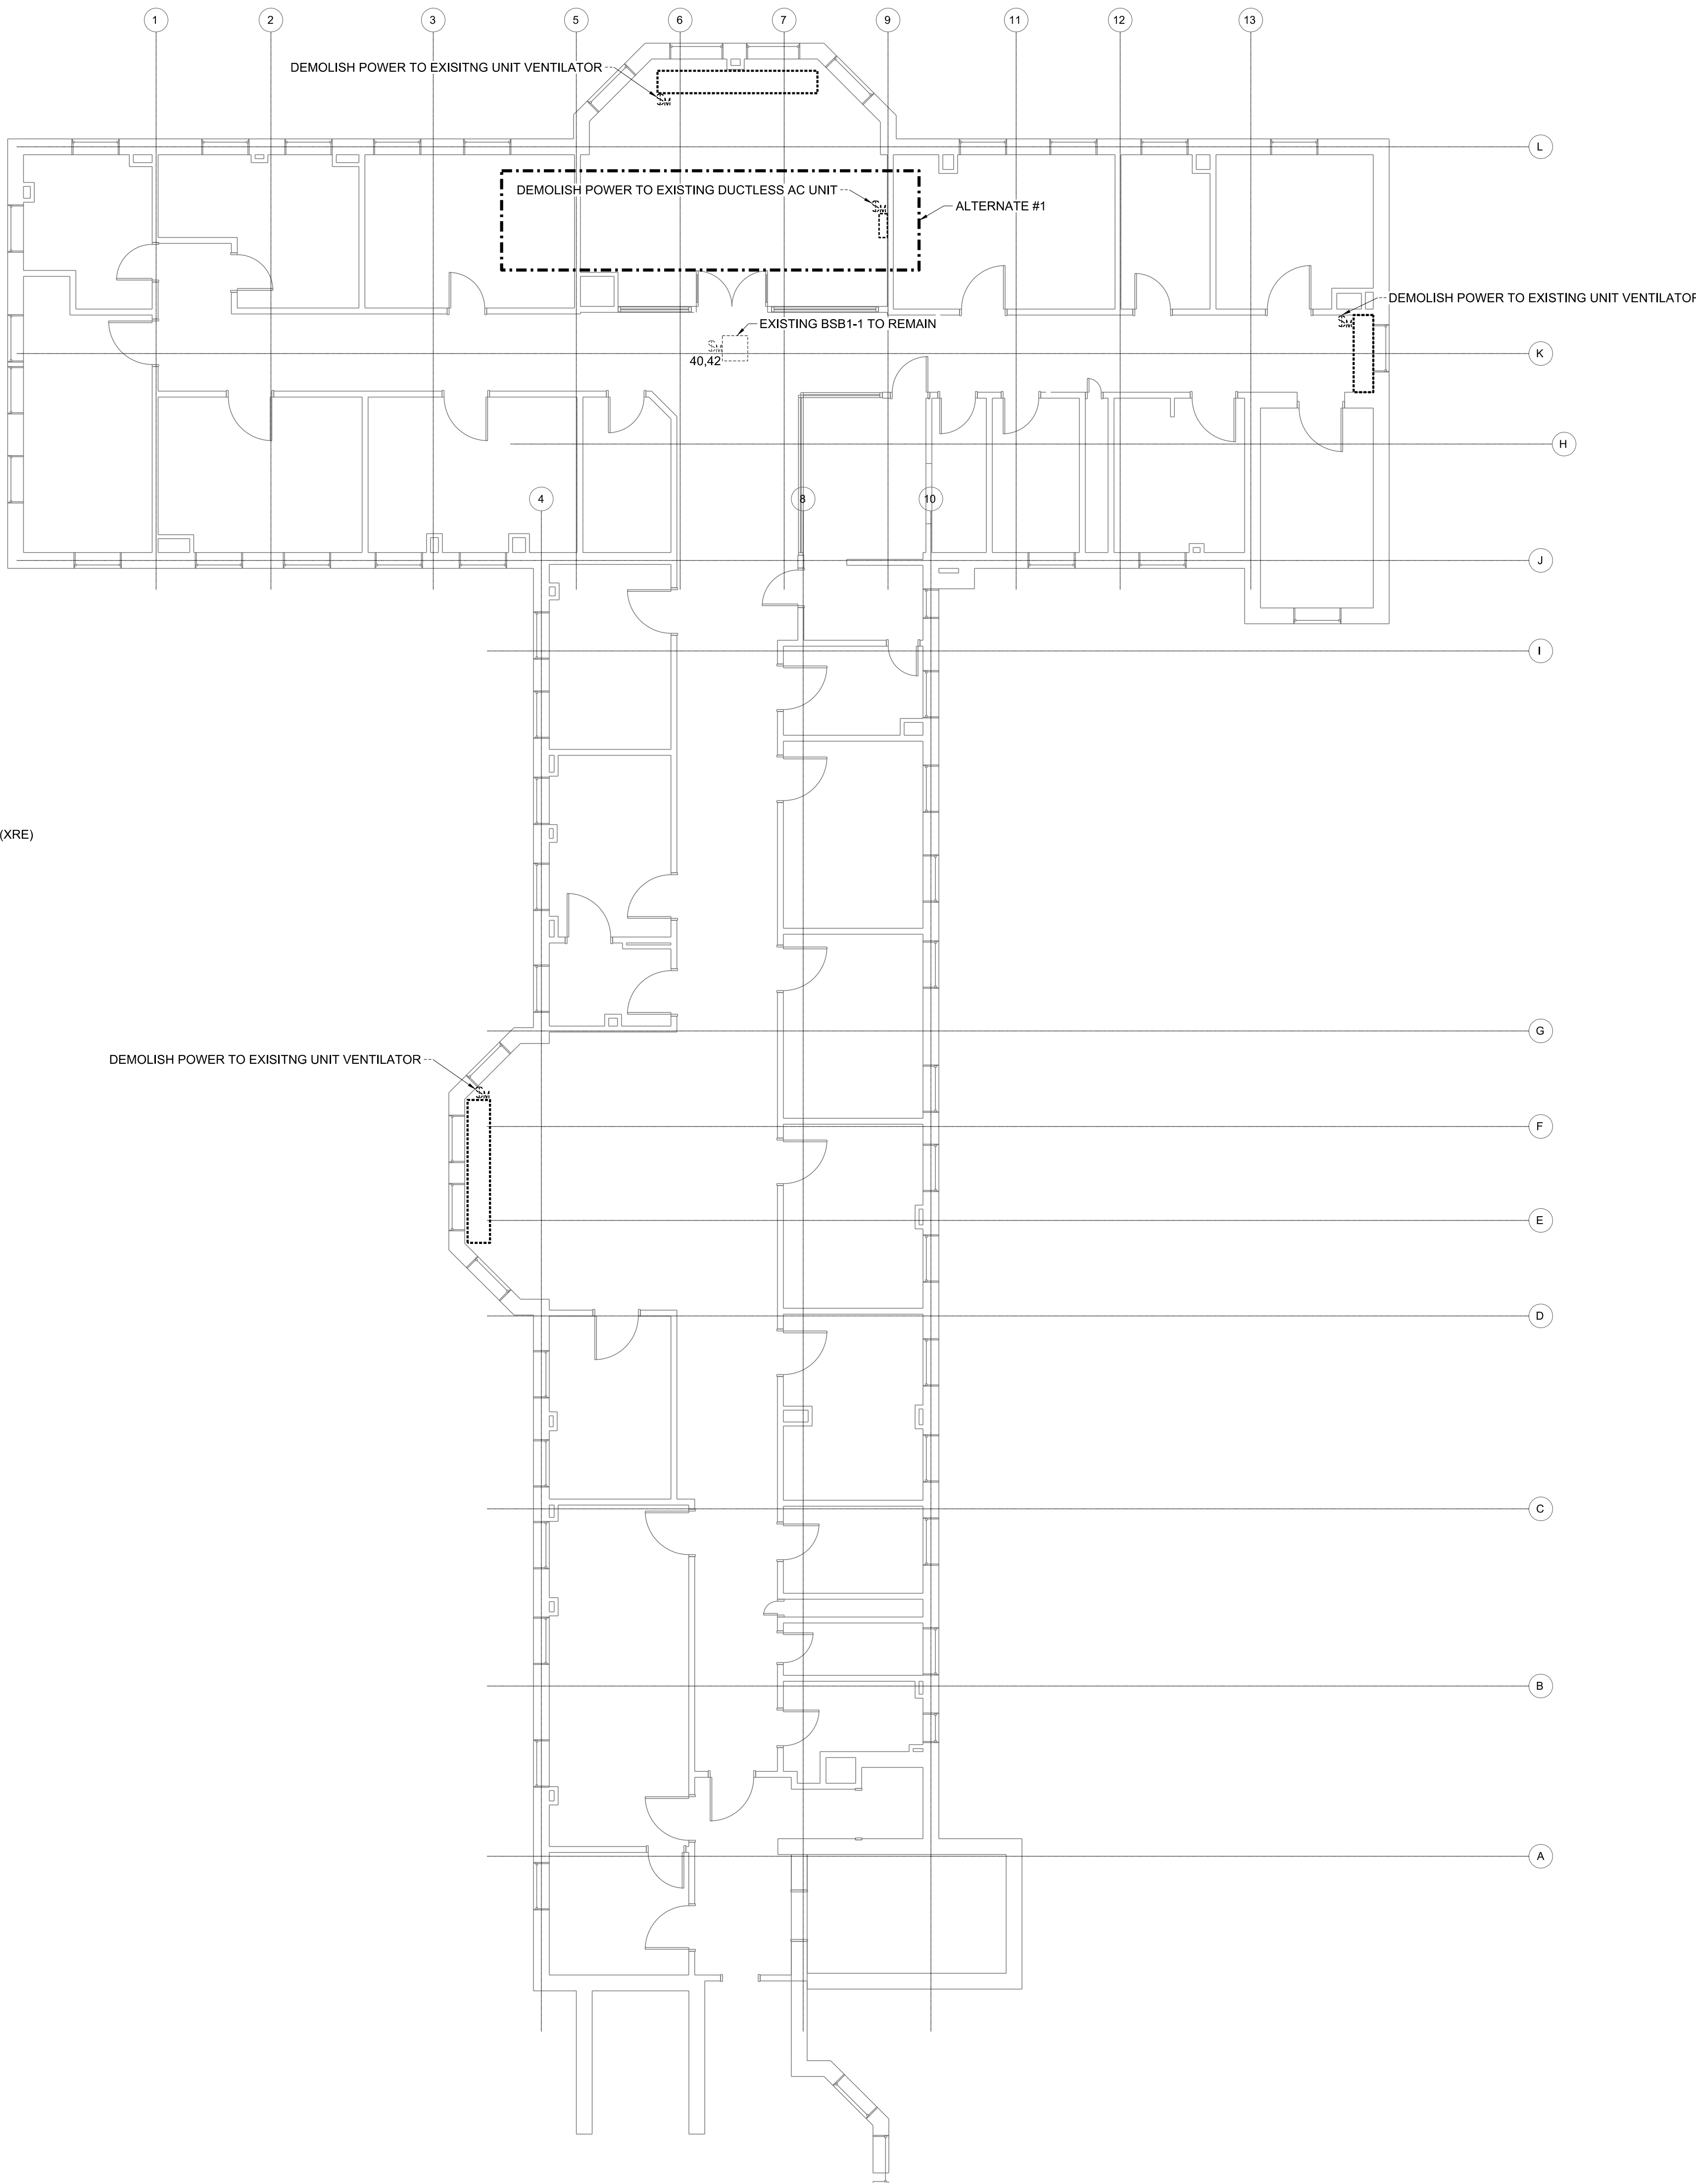 1
2
3
5
6
7
9
11
12
13
DEMOLISH POWER TO EXISITNG UNIT VENTILATOR
L
DEMOLISH POWER TO EXISTING DUCTLESS AC UNIT
ALTERNATE #1
DEMOLISH POWER TO EXISTING UNIT VENTILATOR
EXISTING BSB1-1 TO REMAIN
K
40,42
H
4
8
10
J
I
(XRE)
G
DEMOLISH POWER TO EXISITNG UNIT VENTILATOR
F
E
D
C
B
A